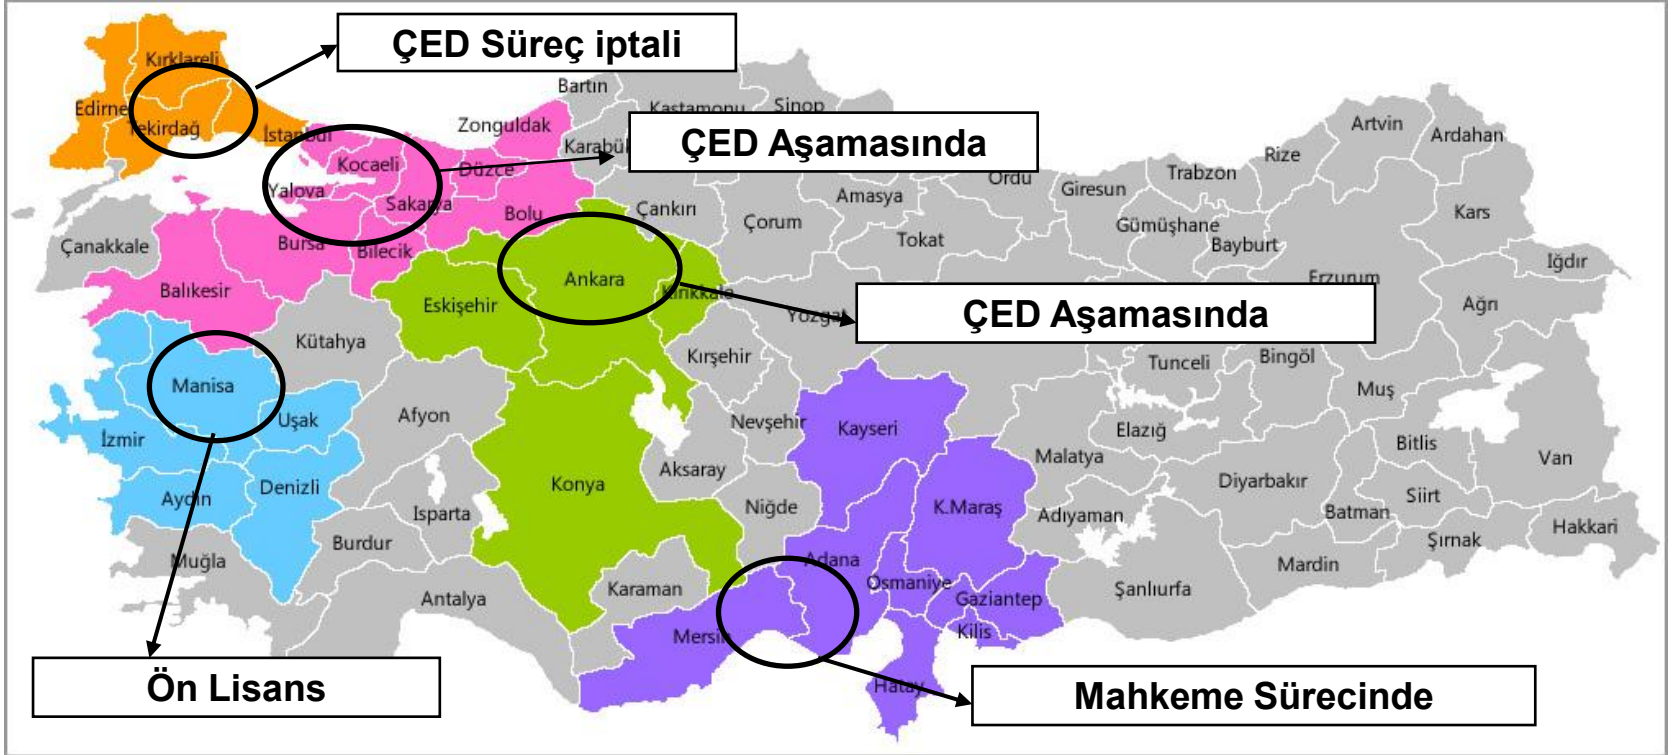 ÇED Süreç iptali
Kırklareli
Edirne
Tekirdağ
İstanbul
Bartın
Kastamonu
Sinop
Zonguldak
Karabük
ÇED Aşamasında
Artvin
Ardahan
Rize
Trabzon
Ordu
Giresun
Kocaeli
Düzce
Yalova
Sakarya
Bolu
Çankırı
Amasya
Çorum
Tokat
Gümüşhane
Bayburt
Kars
Çanakkale
Bursa
Bilecik
Iğdır
Erzurum
Ağrı
Balıkesir
Eskişehir
Ankara
Kırıkkale
Yozgat
ÇED Aşamasında
Kütahya
Kırşehir
Tunceli
Bingöl
Muş
Manisa
Uşak
Afyon
Nevşehir
Kayseri
Elazığ
Bitlis
Van
İzmir
Malatya
Aksaray
Aydın
Denizli
Konya
Niğde
K.Maraş
Adıyaman
Diyarbakır
Batman
Siirt
Şırnak
Hakkari
Isparta
Burdur
Muğla
Mardin
Adana
Osmaniye
Gaziantep
Şanlıurfa
Karaman
Antalya
Mersin
Kilis
Hatay
Ön Lisans
Mahkeme Sürecinde